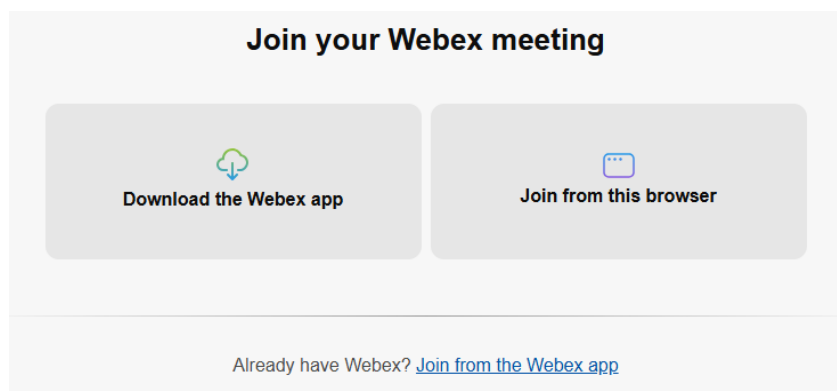 Join your Webex meeting
Download the Webex app
Join from this browser
Already have Webex? Join from the Webex app